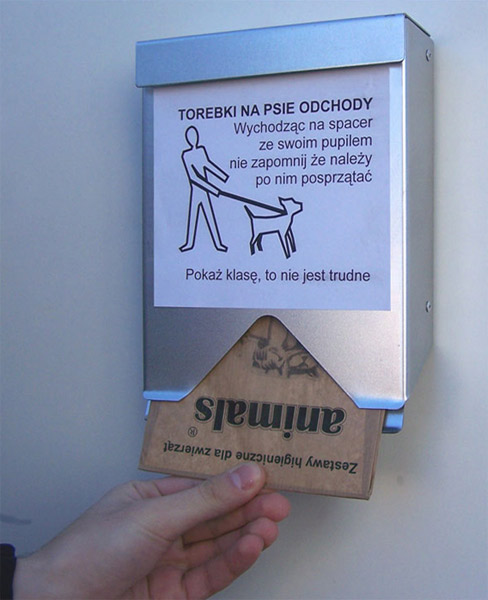 TOREBKI NA PSIE ODCHODY
Wychodząc na spacer
ze swoim pupilem
nie zapomnij że należy
po nim posprzątać
Pokaż klasę, to nie jest trudne
animals®
Zestawy higieniczne dla zwierząt